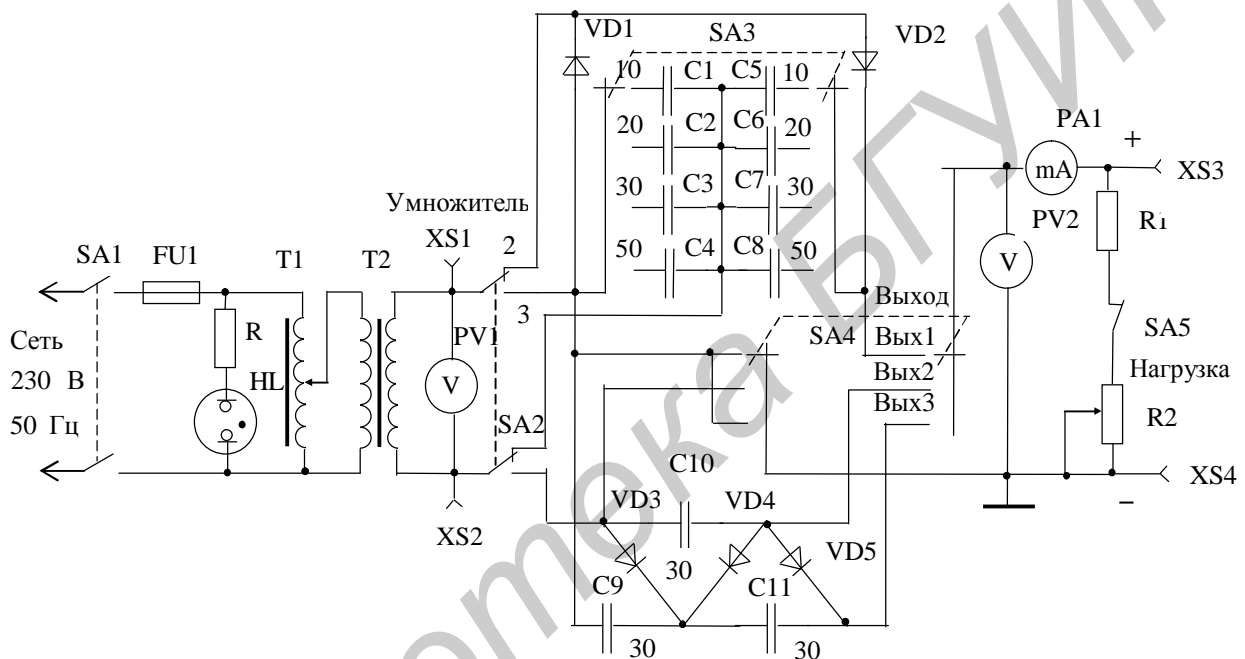 VD1
SA3
VD2
10 C1 C5 10
20 C2 C6 20
30 C3 C7 30
50 C4 C8 50
PA1
mA
+
XS3
PV2
V
R1
Умножитель
XS1
2
3
SA1
FU1
T1
T2
PV1
V
R
HL
Сеть
230 В
50 Гц
SA2
XS2
Выход
SA4
Вых1
Вых2
Вых3
SA5
Нагрузка
R2
XS4
–
C10
VD3
VD4
VD5
30
C9
C11
30
30
отека БГУИ